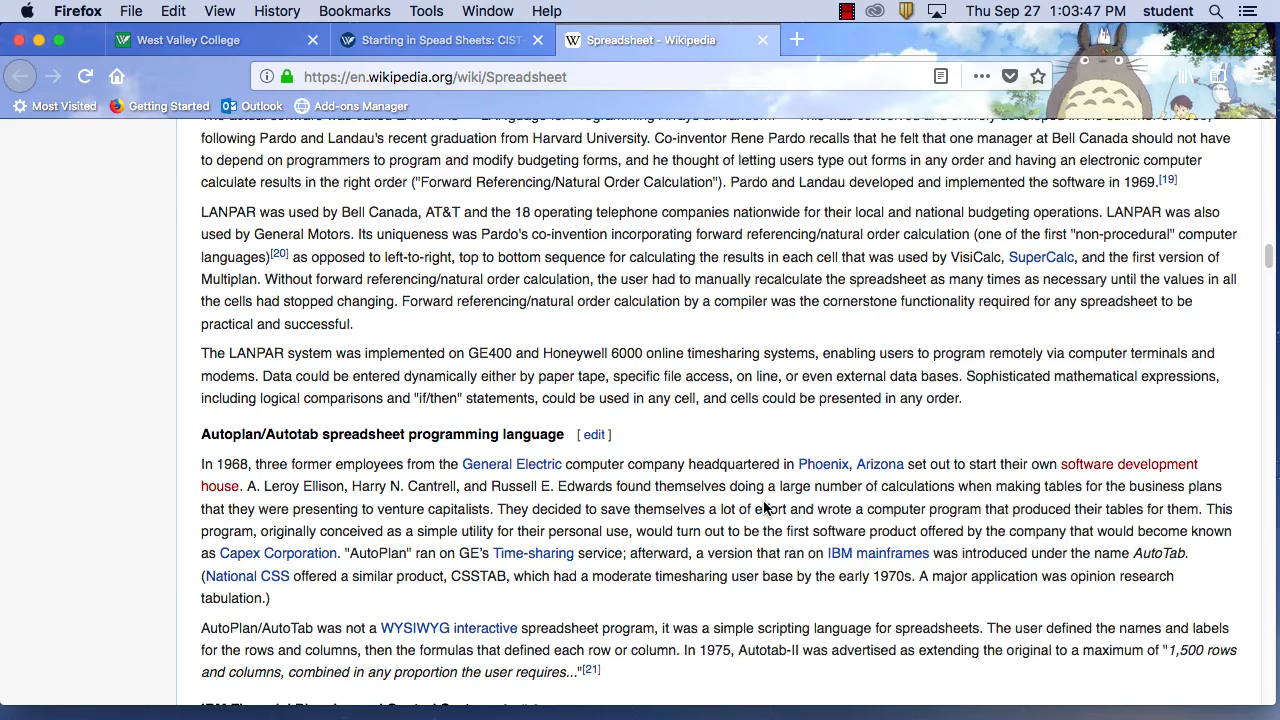 Firefox File Edit View History Bookmarks Tools Window Help Thu Sep 27 1:03:47 PM student
West Valley College Starting in Spead Sheets: CIST- Spreadsheet - Wikipedia
https://en.wikipedia.org/wiki/Spreadsheet
Most Visited Getting Started Outlook Add-ons Manager
following Pardo and Landau's recent graduation from Harvard University. Co-inventor Rene Pardo recalls that he felt that one manager at Bell Canada should not have
to depend on programmers to program and modify budgeting forms, and he thought of letting users type out forms in any order and having an electronic computer
calculate results in the right order ("Forward Referencing/Natural Order Calculation"). Pardo and Landau developed and implemented the software in 1969.[19]
LANPAR was used by Bell Canada, AT&T and the 18 operating telephone companies nationwide for their local and national budgeting operations. LANPAR was also
used by General Motors. Its uniqueness was Pardo's co-invention incorporating forward referencing/natural order calculation (one of the first "non-procedural" computer
languages)[20] as opposed to left-to-right, top to bottom sequence for calculating the results in each cell that was used by VisiCalc, SuperCalc, and the first version of
Multiplan. Without forward referencing/natural order calculation, the user had to manually recalculate the spreadsheet as many times as necessary until the values in all
the cells had stopped changing. Forward referencing/natural order calculation by a compiler was the cornerstone functionality required for any spreadsheet to be
practical and successful.
The LANPAR system was implemented on GE400 and Honeywell 6000 online timesharing systems, enabling users to program remotely via computer terminals and
modems. Data could be entered dynamically either by paper tape, specific file access, on line, or even external data bases. Sophisticated mathematical expressions,
including logical comparisons and "if/then" statements, could be used in any cell, and cells could be presented in any order.
Autoplan/Autotab spreadsheet programming language [ edit ]
In 1968, three former employees from the General Electric computer company headquartered in Phoenix, Arizona set out to start their own software development
house. A. Leroy Ellison, Harry N. Cantrell, and Russell E. Edwards found themselves doing a large number of calculations when making tables for the business plans
that they were presenting to venture capitalists. They decided to save themselves a lot of effort and wrote a computer program that produced their tables for them. This
program, originally conceived as a simple utility for their personal use, would turn out to be the first software product offered by the company that would become known
as Capex Corporation. "AutoPlan" ran on GE's Time-sharing service; afterward, a version that ran on IBM mainframes was introduced under the name AutoTab.
(National CSS offered a similar product, CSSTAB, which had a moderate timesharing user base by the early 1970s. A major application was opinion research
tabulation.)
AutoPlan/AutoTab was not a WYSIWYG interactive spreadsheet program, it was a simple scripting language for spreadsheets. The user defined the names and labels
for the rows and columns, then the formulas that defined each row or column. In 1975, Autotab-II was advertised as extending the original to a maximum of "1,500 rows
and columns, combined in any proportion the user requires..."[21]